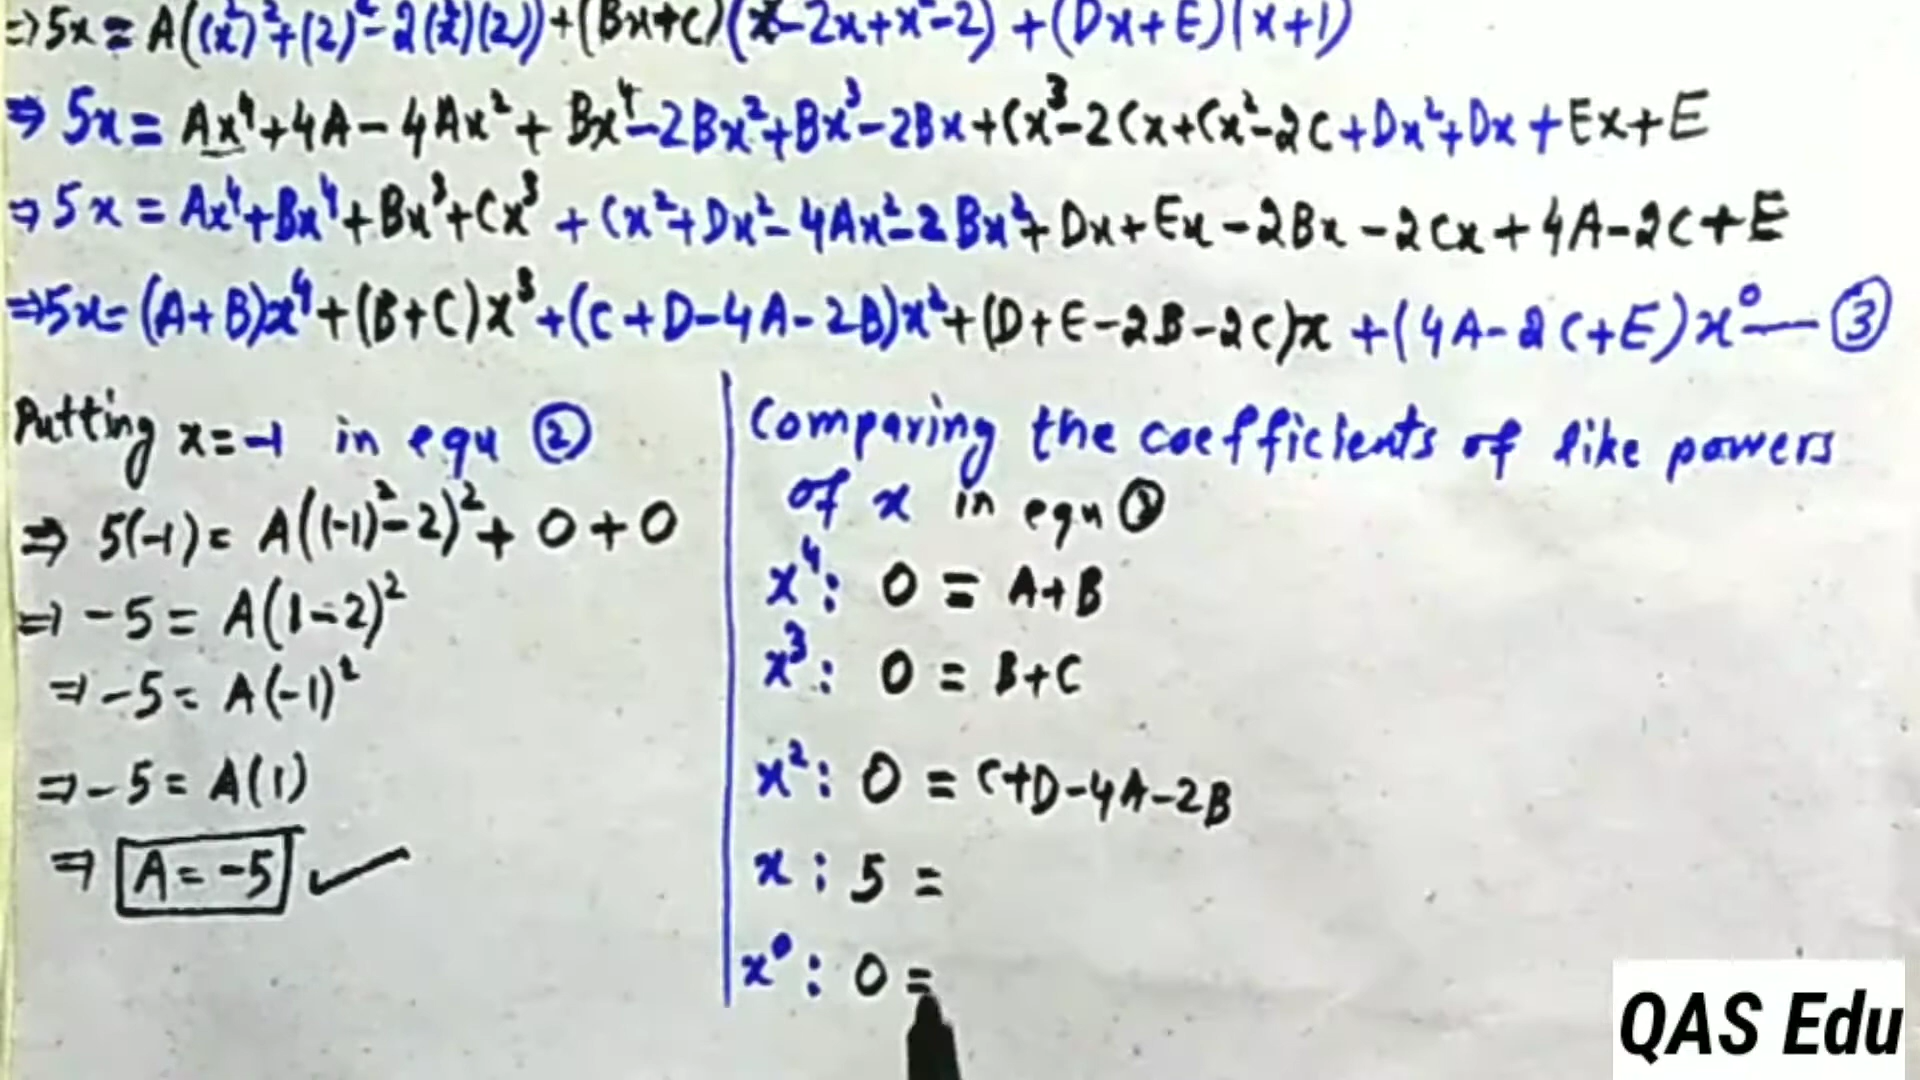 ⇒5x = A((x²)²+(2)²-2(x²)(2))+(Bx+C)(x³-2x+x²-2)+(Dx+E)(x+1)
⇒ 5x = Ax⁴+4A-4Ax²+Bx⁴-2Bx²+Bx³-2Bx+Cx³-2Cx+Cx²-2C+Dx²+Dx+Ex+E
⇒ 5x = Ax⁴+Bx⁴+Bx³+Cx³+Cx²+Dx²-4Ax²-2Bx²+Dx+Ex-2Bx-2Cx+4A-2C+E
⇒5x=(A+B)x⁴+(B+C)x³+(C+D-4A-2B)x²+(D+E-2B-2C)x+(4A-2C+E)x⁰—③
Putting x=-1 in equ ②
⇒ 5(-1)= A((-1)²-2)²+0+0
⇒ -5 = A(1-2)²
⇒ -5 = A(-1)²
⇒ -5 = A(1)
⇒ A=-5 ✓
Comparing the coefficients of like powers
of x in equ ③
x⁴: 0 = A+B
x³: 0 = B+C
x²: 0 = C+D-4A-2B
x : 5 =
x⁰: 0 =
QAS Edu